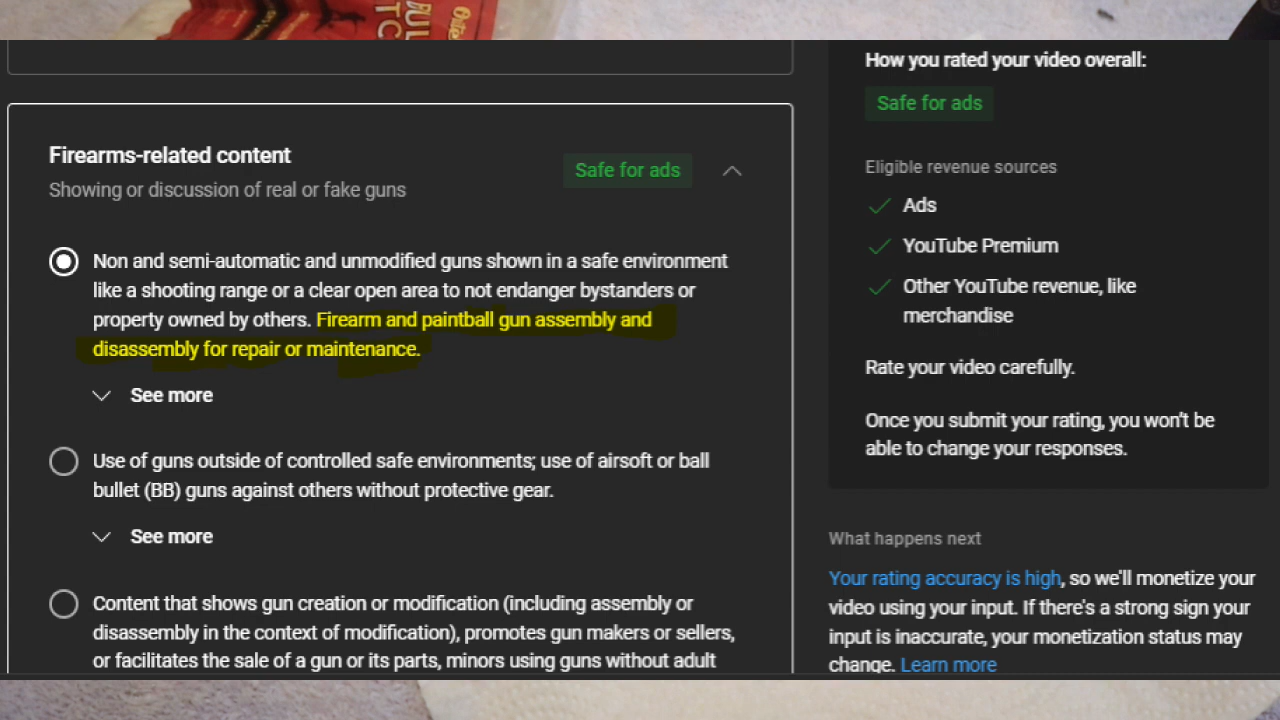 Firearms-related content
Safe for ads
Showing or discussion of real or fake guns
Non and semi-automatic and unmodified guns shown in a safe environment
like a shooting range or a clear open area to not endanger bystanders or
property owned by others. Firearm and paintball gun assembly and
disassembly for repair or maintenance.
See more
Use of guns outside of controlled safe environments; use of airsoft or ball
bullet (BB) guns against others without protective gear.
See more
Content that shows gun creation or modification (including assembly or
disassembly in the context of modification), promotes gun makers or sellers,
or facilitates the sale of a gun or its parts, minors using guns without adult
How you rated your video overall:
Safe for ads
Eligible revenue sources
Ads
YouTube Premium
Other YouTube revenue, like
merchandise
Rate your video carefully.
Once you submit your rating, you won't be
able to change your responses.
What happens next
Your rating accuracy is high, so we'll monetize your
video using your input. If there's a strong sign your
input is inaccurate, your monetization status may
change. Learn more